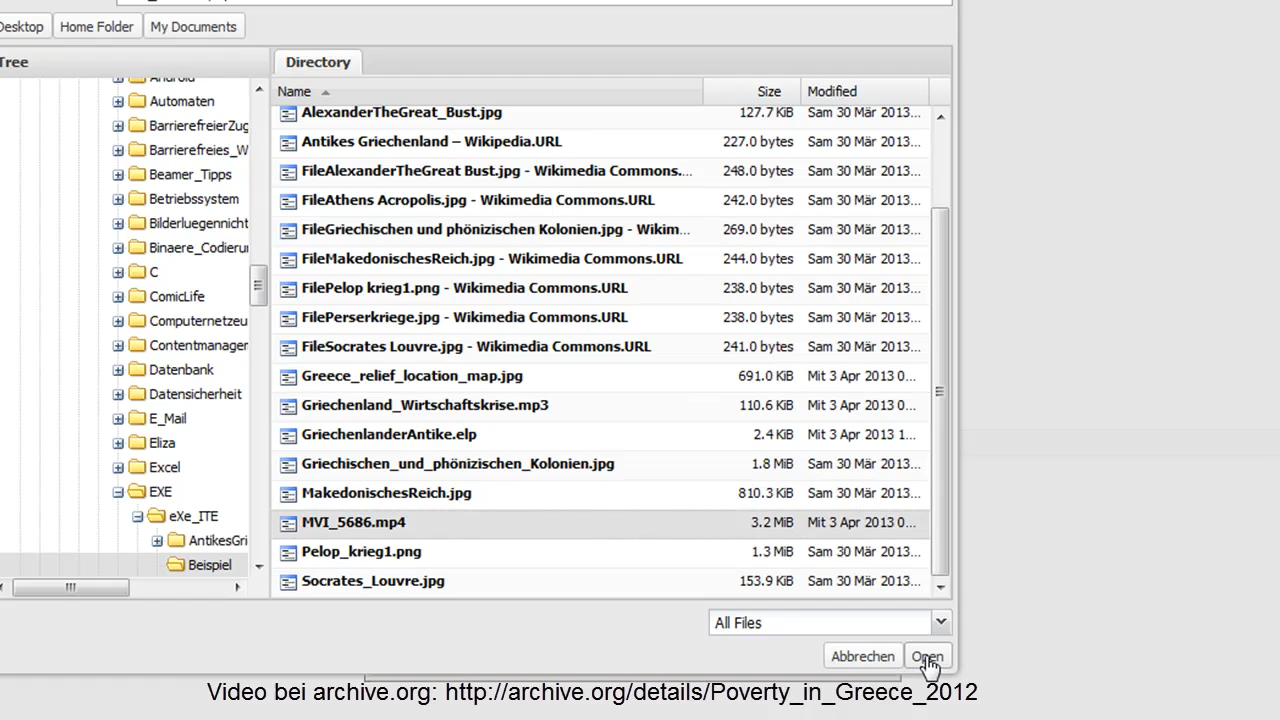 Desktop Home Folder My Documents
Tree
Directory
Name Size Modified
Android
Automaten
BarrierefreierZug
Barrierefreies_W
Beamer_Tipps
Betriebssystem
Bilderluegennicht
Binaere_Codierur
C
ComicLife
Computernetzeu
Contentmanager
Datenbank
Datensicherheit
E_Mail
Eliza
Excel
EXE
eXe_ITE
AntikesGri
Beispiel
AlexanderTheGreat_Bust.jpg 127.7 KiB Sam 30 Mär 2013...
Antikes Griechenland – Wikipedia.URL 227.0 bytes Sam 30 Mär 2013...
FileAlexanderTheGreat Bust.jpg - Wikimedia Commons.... 248.0 bytes Sam 30 Mär 2013...
FileAthens Acropolis.jpg - Wikimedia Commons.URL 242.0 bytes Sam 30 Mär 2013...
FileGriechischen und phönizischen Kolonien.jpg - Wikim... 269.0 bytes Sam 30 Mär 2013...
FileMakedonischesReich.jpg - Wikimedia Commons.URL 244.0 bytes Sam 30 Mär 2013...
FilePelop krieg1.png - Wikimedia Commons.URL 238.0 bytes Sam 30 Mär 2013...
FilePerserkriege.jpg - Wikimedia Commons.URL 238.0 bytes Sam 30 Mär 2013...
FileSocrates Louvre.jpg - Wikimedia Commons.URL 241.0 bytes Sam 30 Mär 2013...
Greece_relief_location_map.jpg 691.0 KiB Mit 3 Apr 2013 0...
Griechenland_Wirtschaftskrise.mp3 110.6 KiB Mit 3 Apr 2013 0...
GriechenlanderAntike.elp 2.4 KiB Mit 3 Apr 2013 1...
Griechischen_und_phönizischen_Kolonien.jpg 1.8 MiB Sam 30 Mär 2013...
MakedonischesReich.jpg 810.3 KiB Sam 30 Mär 2013...
MVI_5686.mp4 3.2 MiB Mit 3 Apr 2013 0...
Pelop_krieg1.png 1.3 MiB Sam 30 Mär 2013...
Socrates_Louvre.jpg 153.9 KiB Sam 30 Mär 2013...
All Files
Abbrechen Open
Video bei archive.org: http://archive.org/details/Poverty_in_Greece_2012